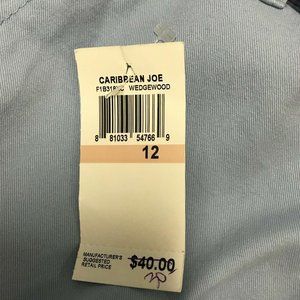 CARIBBEAN JOE
WEDGEWOOD
8 81033 54766 9
12
MANUFACTURER'S
SUGGESTED
RETAIL PRICE
$40.00